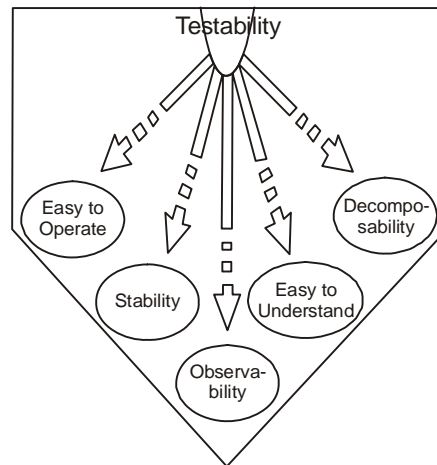 Testability
Easy to
Operate
Decompo-
sability
Stability
Easy to
Understand
Observa-
bility